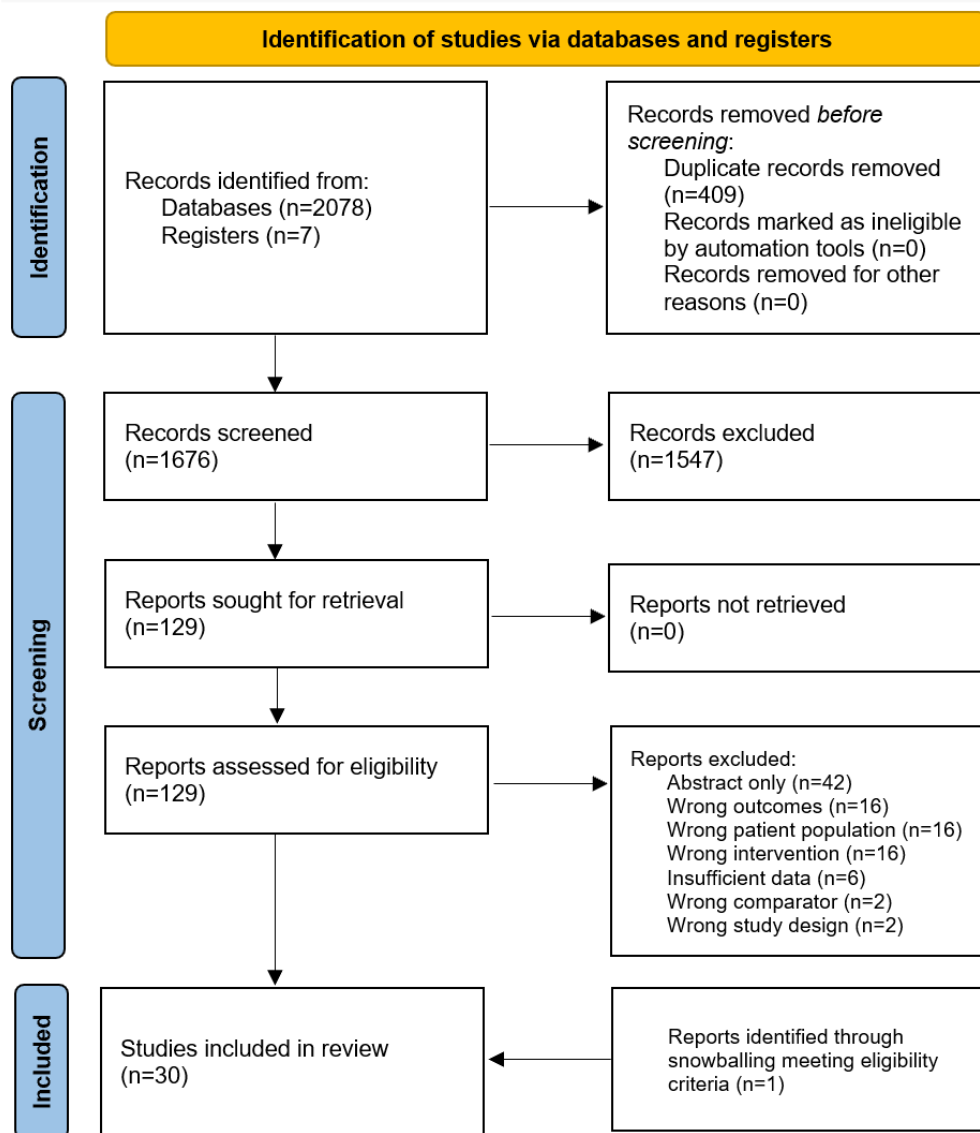 Identification of studies via databases and registers
Identification
Records identified from:
Databases (n=2078)
Registers (n=7)
Records removed before
screening:
Duplicate records removed
(n=409)
Records marked as ineligible
by automation tools (n=0)
Records removed for other
reasons (n=0)
Screening
Records screened
(n=1676)
Records excluded
(n=1547)
Reports sought for retrieval
(n=129)
Reports not retrieved
(n=0)
Reports assessed for eligibility
(n=129)
Reports excluded:
Abstract only (n=42)
Wrong outcomes (n=16)
Wrong patient population (n=16)
Wrong intervention (n=16)
Insufficient data (n=6)
Wrong comparator (n=2)
Wrong study design (n=2)
Included
Studies included in review
(n=30)
Reports identified through
snowballing meeting eligibility
criteria (n=1)